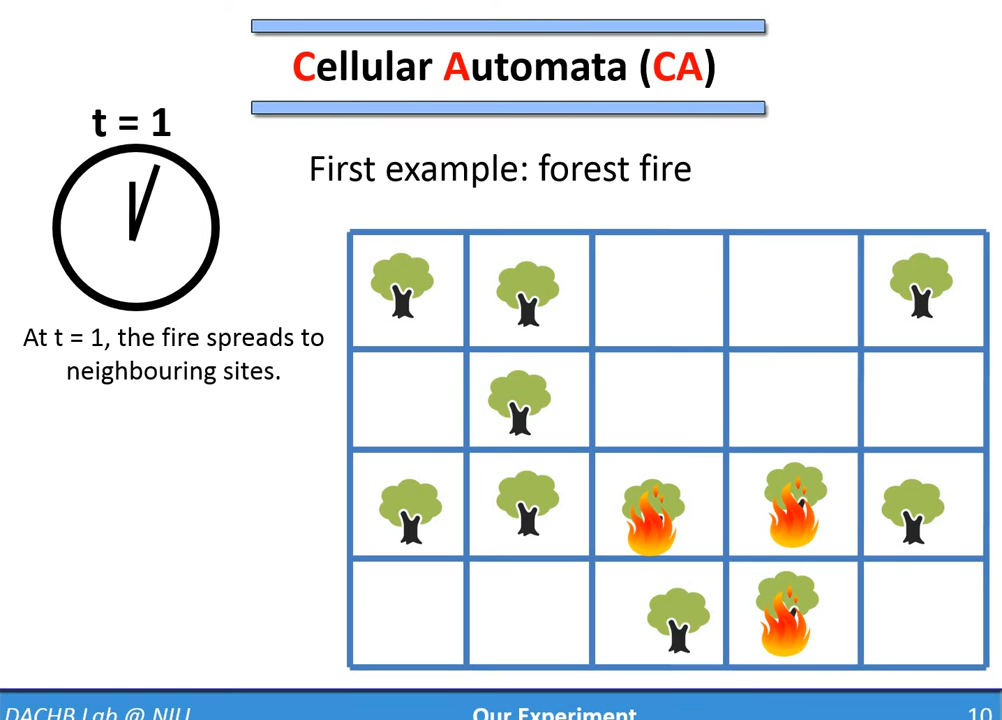 Cellular Automata (CA)
t = 1
First example: forest fire
At t = 1, the fire spreads to
neighbouring sites.
DACHB Lab @ NJLL Our Experiment 10